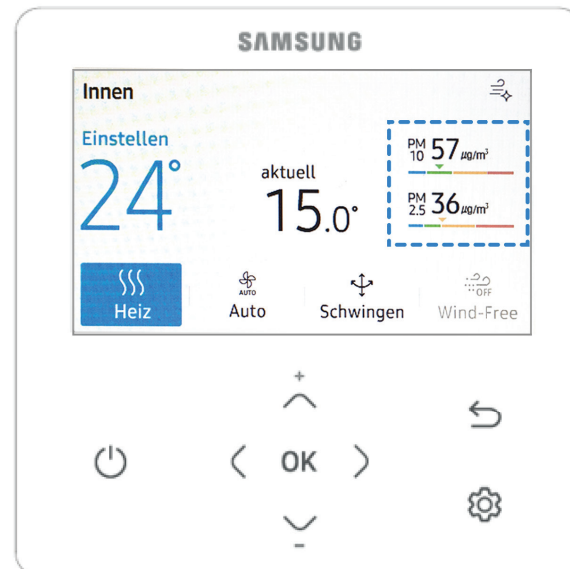 SAMSUNG
Innen
Einstellen
24°
aktuell
15.0°
PM 10 57 µg/m³
PM 2.5 36 µg/m³
Heiz
AUTO
Auto
Schwingen
OFF
Wind-Free
+
OK
-